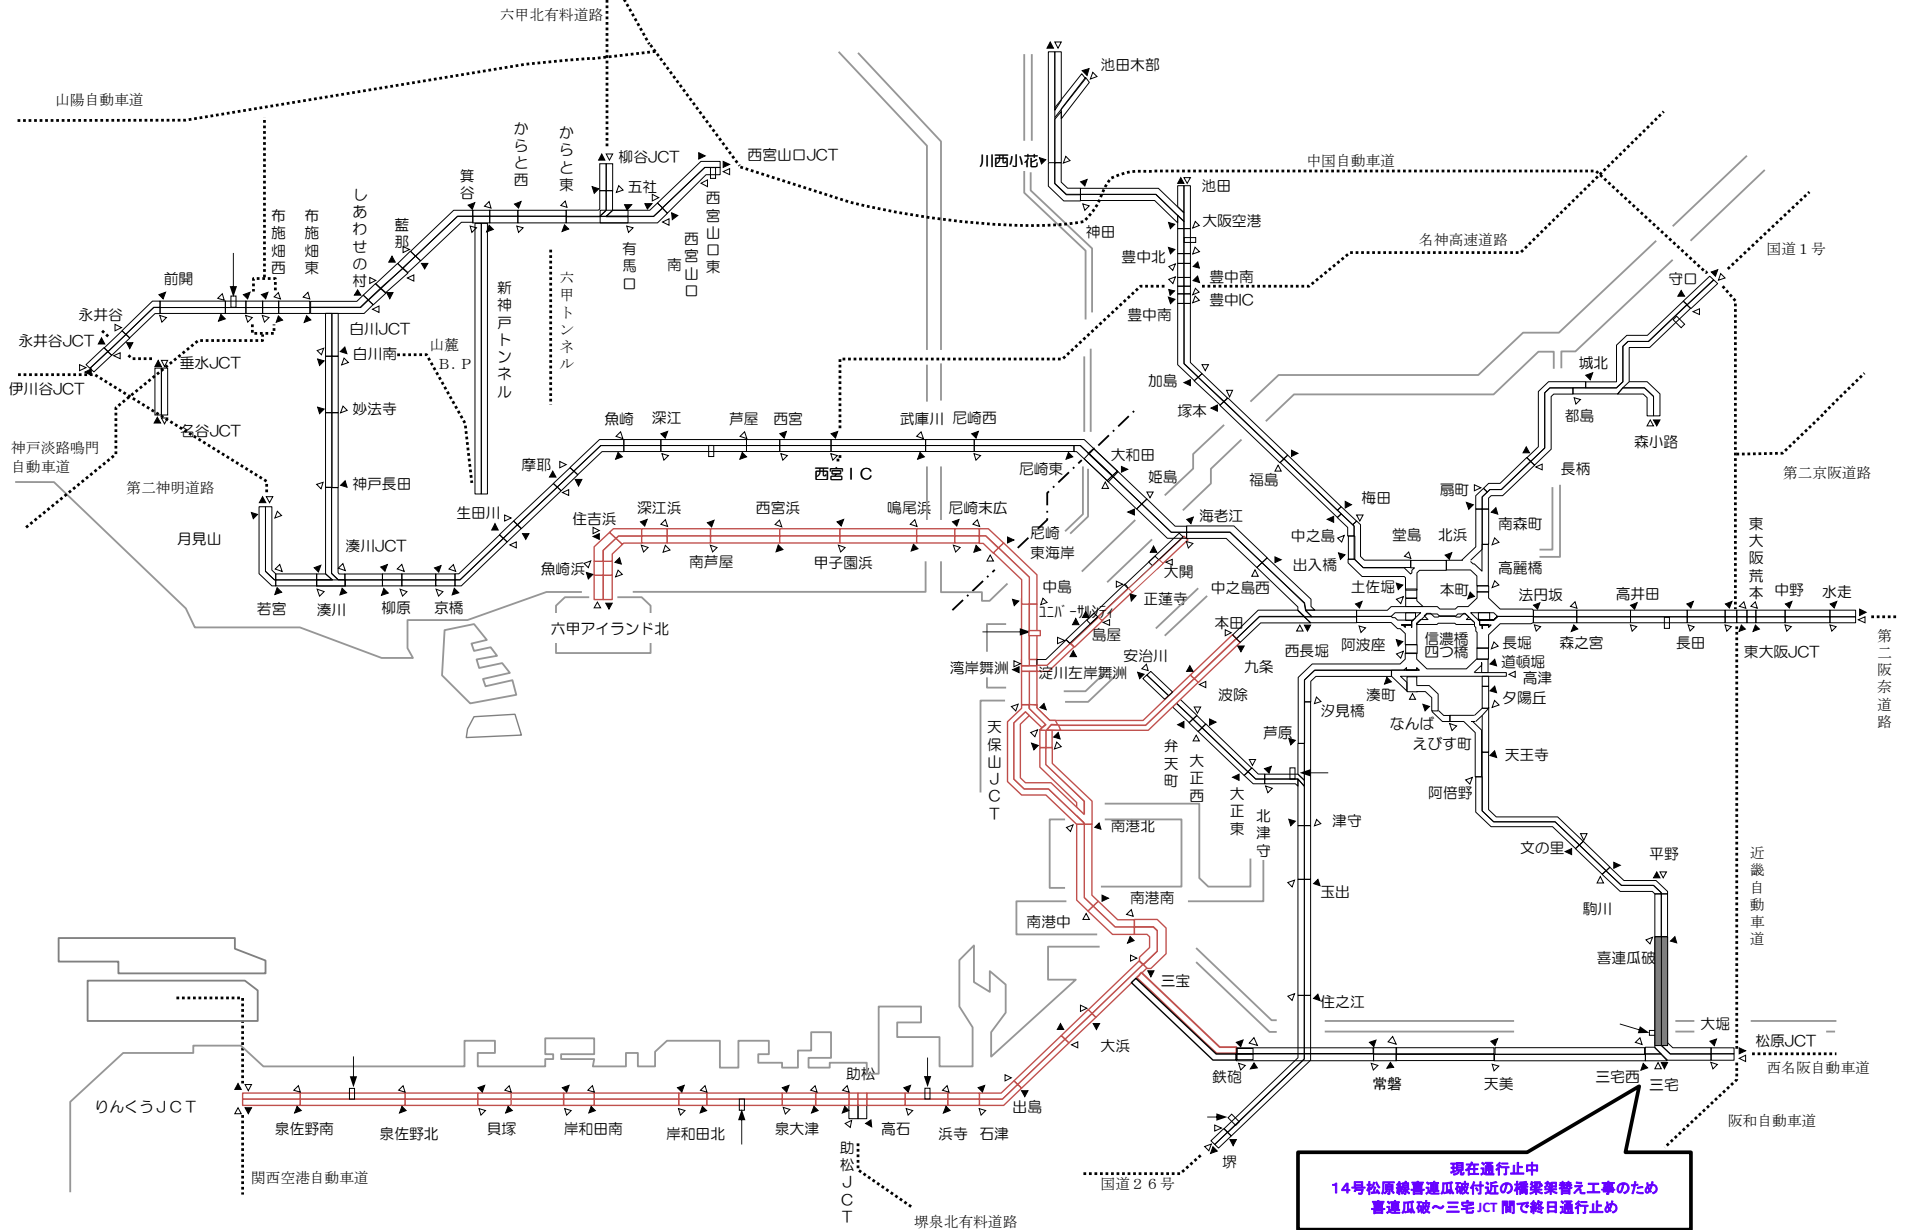 六甲北有料道路
山陽自動車道
池田木部
川西小花
中国自動車道
名神高速道路
国道1号
からと西
からと東
柳谷JCT
西宮山口JCT
箕谷
五社
西宮山口東
西宮山口南
有馬口
池田
大阪空港
神田
豊中北
豊中南
豊中IC
豊中南
布施畑西
布施畑東
しあわせの村
藍那
前開
新神戸トンネル
六甲トンネル
永井谷
永井谷JCT
伊川谷JCT
垂水JCT
名谷JCT
白川JCT
白川南
山麓
B.P
妙法寺
神戸長田
神戸淡路鳴門
自動車道
第二神明道路
月見山
湊川JCT
若宮
湊川
柳原
京橋
生田川
摩耶
魚崎
深江
芦屋
西宮
西宮IC
武庫川
尼崎西
尼崎東
大和田
姫島
海老江
加島
塚本
福島
梅田
中之島
出入橋
堂島
北浜
守口
城北
都島
森小路
長柄
扇町
南森町
高麗橋
第二京阪道路
住吉浜
深江浜
西宮浜
鳴尾浜
尼崎末広
南芦屋
甲子園浜
魚崎浜
六甲アイランド北
尼崎
東海岸
中島
ユニバーサルシティ
大開
正蓮寺
島屋
湾岸舞洲
淀川左岸舞洲
天保山JCT
中之島西
本田
安治川
九条
波除
西長堀
阿波座
土佐堀
本町
信濃橋
四つ橋
法円坂
高井田
森之宮
長田
東大阪荒本
中野
水走
東大阪JCT
第二阪奈道路
長堀
道頓堀
高津
夕陽丘
湊町
なんば
えびす町
天王寺
阿倍野
汐見橋
芦原
弁天町
大正西
大正東
北津守
津守
玉出
住之江
文の里
駒川
平野
喜連瓜破
近畿自動車道
南港北
南港南
南港中
三宝
大浜
出島
鉄砲
常磐
天美
三宅西
三宅
大堀
松原JCT
西名阪自動車道
阪和自動車道
堺
国道26号
りんくうJCT
泉佐野南
泉佐野北
貝塚
岸和田南
岸和田北
泉大津
助松
高石
浜寺
石津
助松JCT
関西空港自動車道
堺泉北有料道路
現在通行止中
14号松原線喜連瓜破付近の橋梁架替え工事のため
喜連瓜破～三宅JCT間で終日通行止め